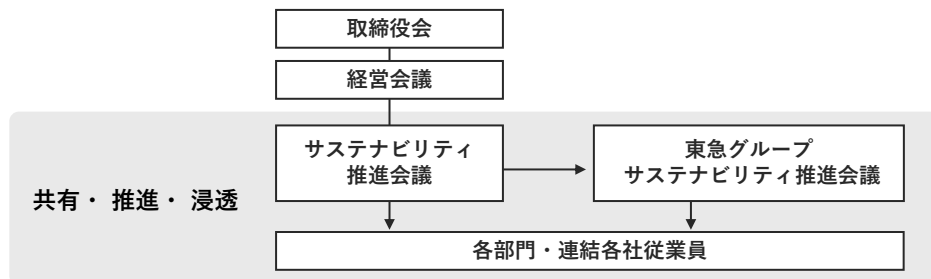 取締役会
経営会議
サステナビリティ
推進会議
東急グループ
サステナビリティ推進会議
共有・ 推進・ 浸透
各部門・連結各社従業員